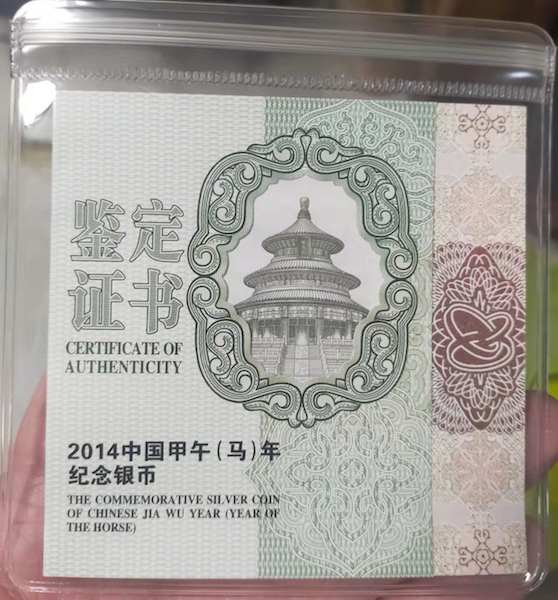 鉴定
证书
CERTIFICATE OF
AUTHENTICITY
2014中国甲午(马)年
纪念银币
THE COMMEMORATIVE SILVER COIN
OF CHINESE JIA WU YEAR (YEAR OF
THE HORSE)